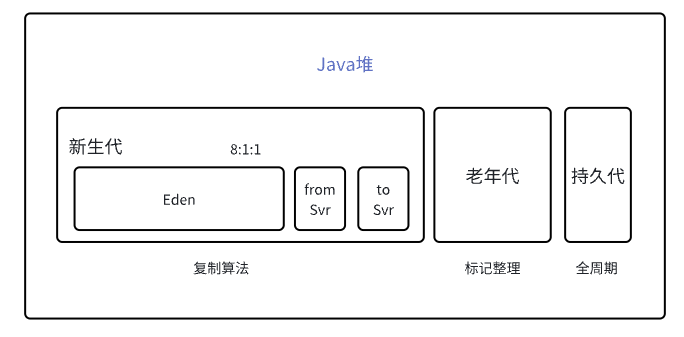 Java堆
新生代
8:1:1
Eden
from
Svr
to
Svr
老年代
持久代
复制算法
标记整理
全周期